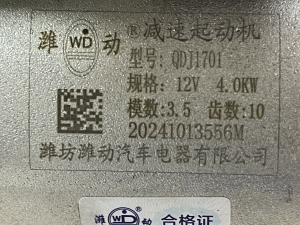 潍 WD 动 ® 减速起动机
型号: QDJ1701
规格: 12V 4.0KW
模数:3.5 齿数:10
20241013556M
潍坊潍动汽车电器有限公司
潍 WD 动 合格证